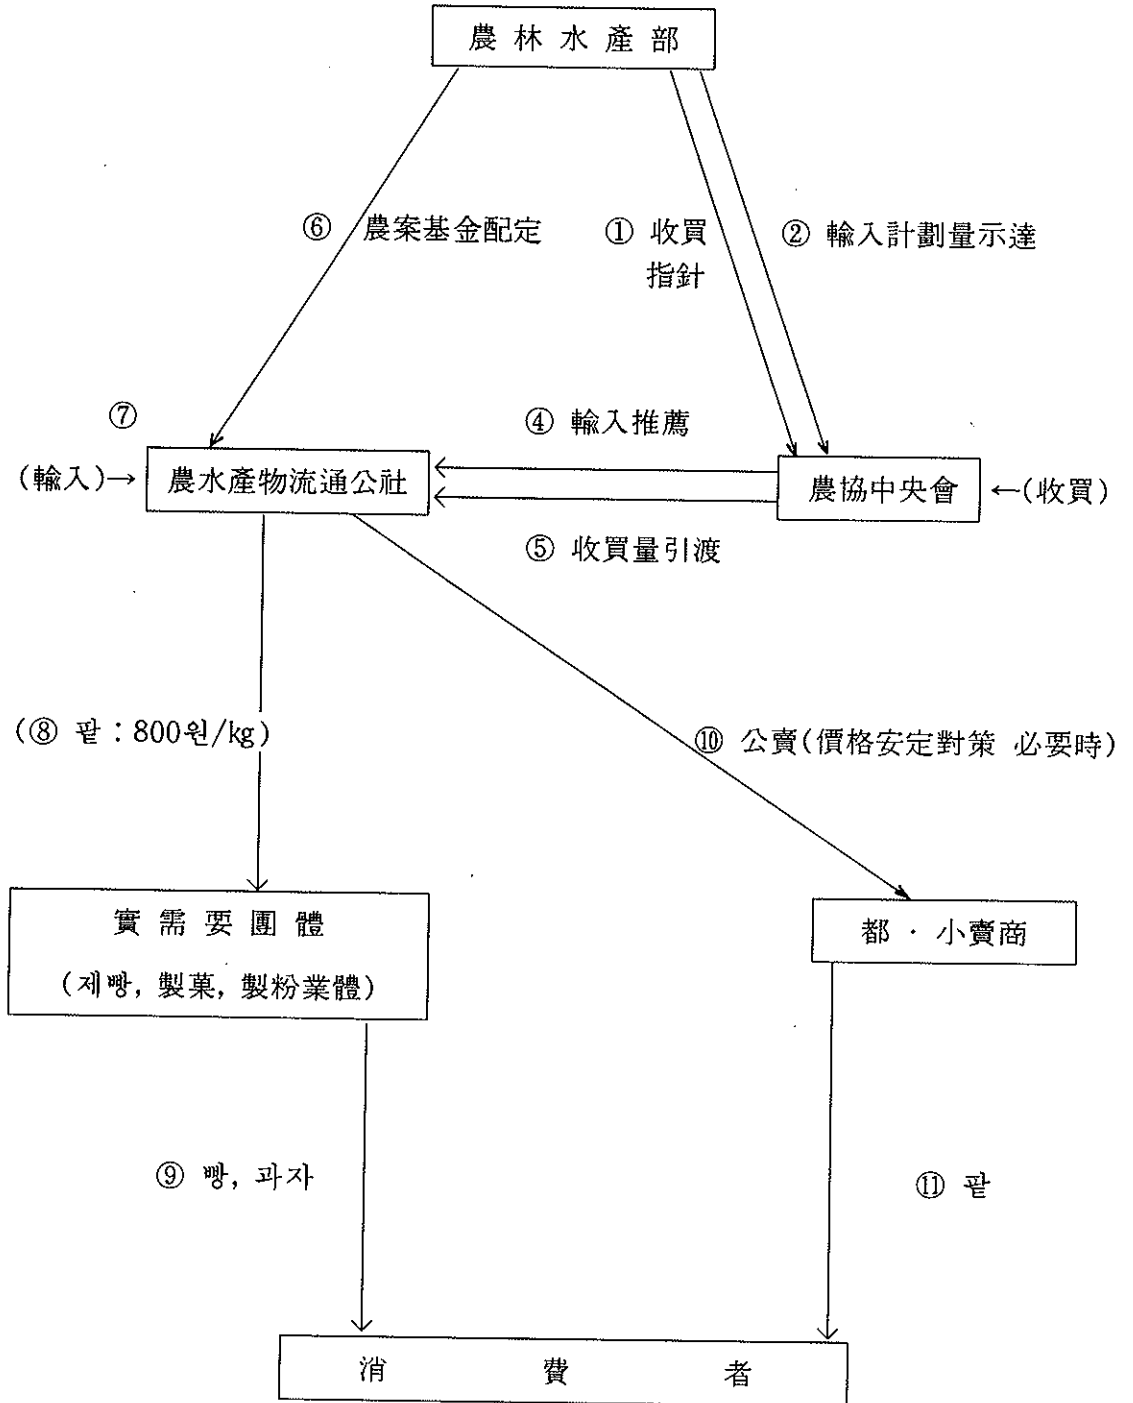 農 林 水 產 部
⑥ 農案基金配定
① 收買
指針
② 輸入計劃量示達
⑦
④ 輸入推薦
(輸入)→
農水產物流通公社
農協中央會
←(收買)
⑤ 收買量引渡
(⑧ 팥 : 800원/kg)
⑩ 公賣(價格安定對策 必要時)
實 需 要 團 體
(제빵, 製菓, 製粉業體)
都 · 小賣商
⑨ 빵, 과자
⑪ 팥
消 費 者